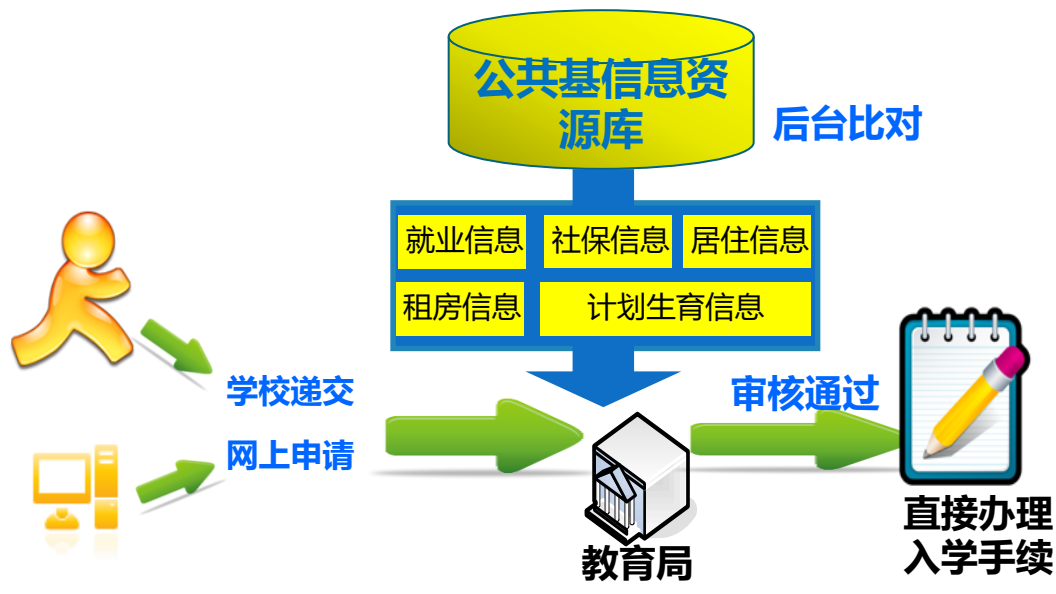 公共基信息资
源库
后台比对
就业信息
社保信息
居住信息
租房信息
计划生育信息
学校递交
网上申请
审核通过
教育局
直接办理
入学手续